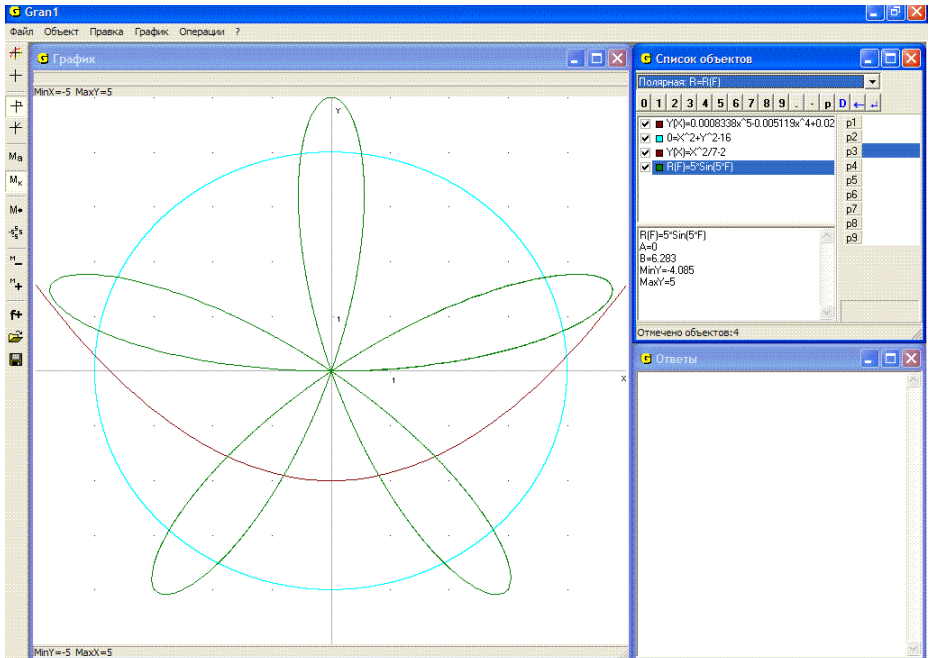 Gran1
Файл Объект Правка График Операции ?
График
MinX=-5 MaxY=5
Y
1
1
X
MinY=-5 MaxX=5
Ma
Mк
M
M
M
f+
Список объектов
Полярная: R=R(F)
0 1 2 3 4 5 6 7 8 9 . - p D ← ↵
Y(X)=0.0008338x^5-0.005119x^4+0.02
0=X^2+Y^2-16
Y(X)=X^2/7-2
R(F)=5*Sin(5*F)
p1
p2
p3
p4
p5
p6
p7
p8
p9
R(F)=5*Sin(5*F)
A=0
B=6.283
MinY=-4.085
MaxY=5
Отмечено объектов:4
Ответы